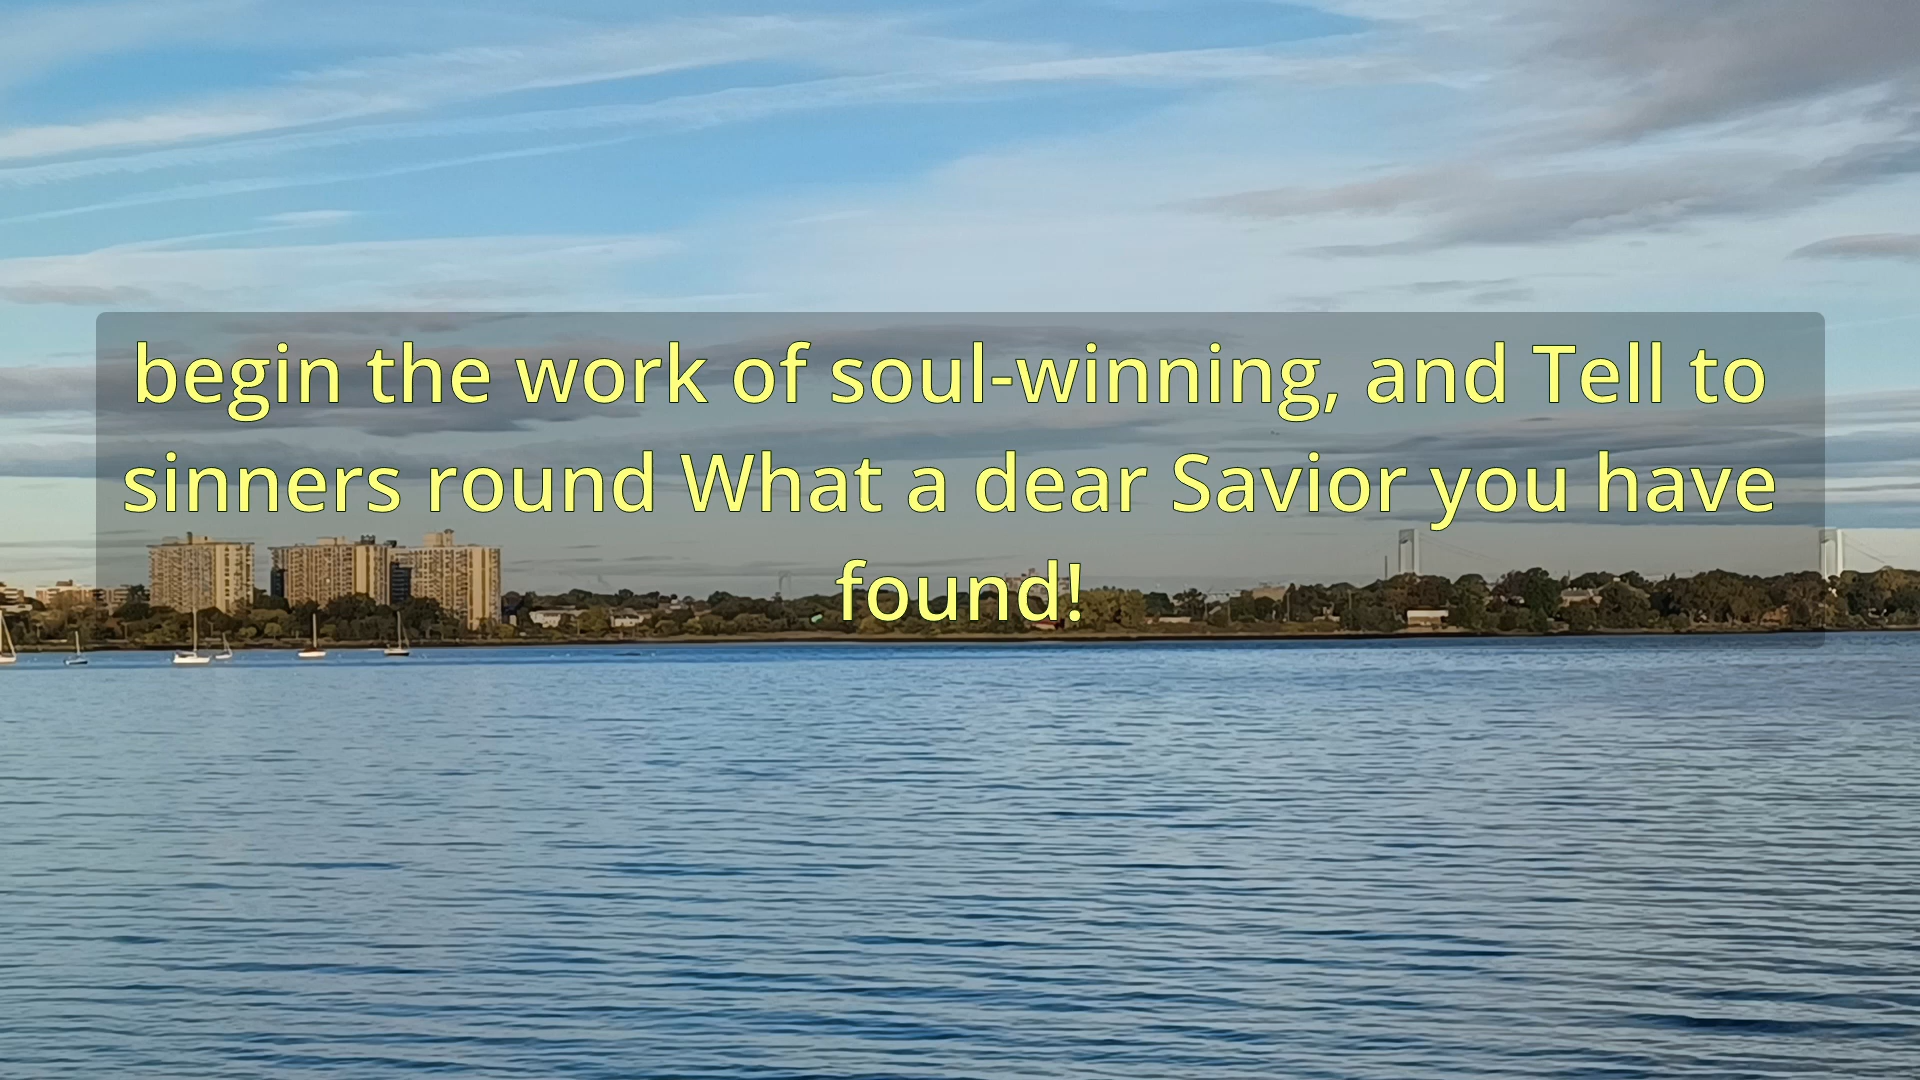 begin the work of soul-winning, and Tell to
sinners round What a dear Savior you have
found!